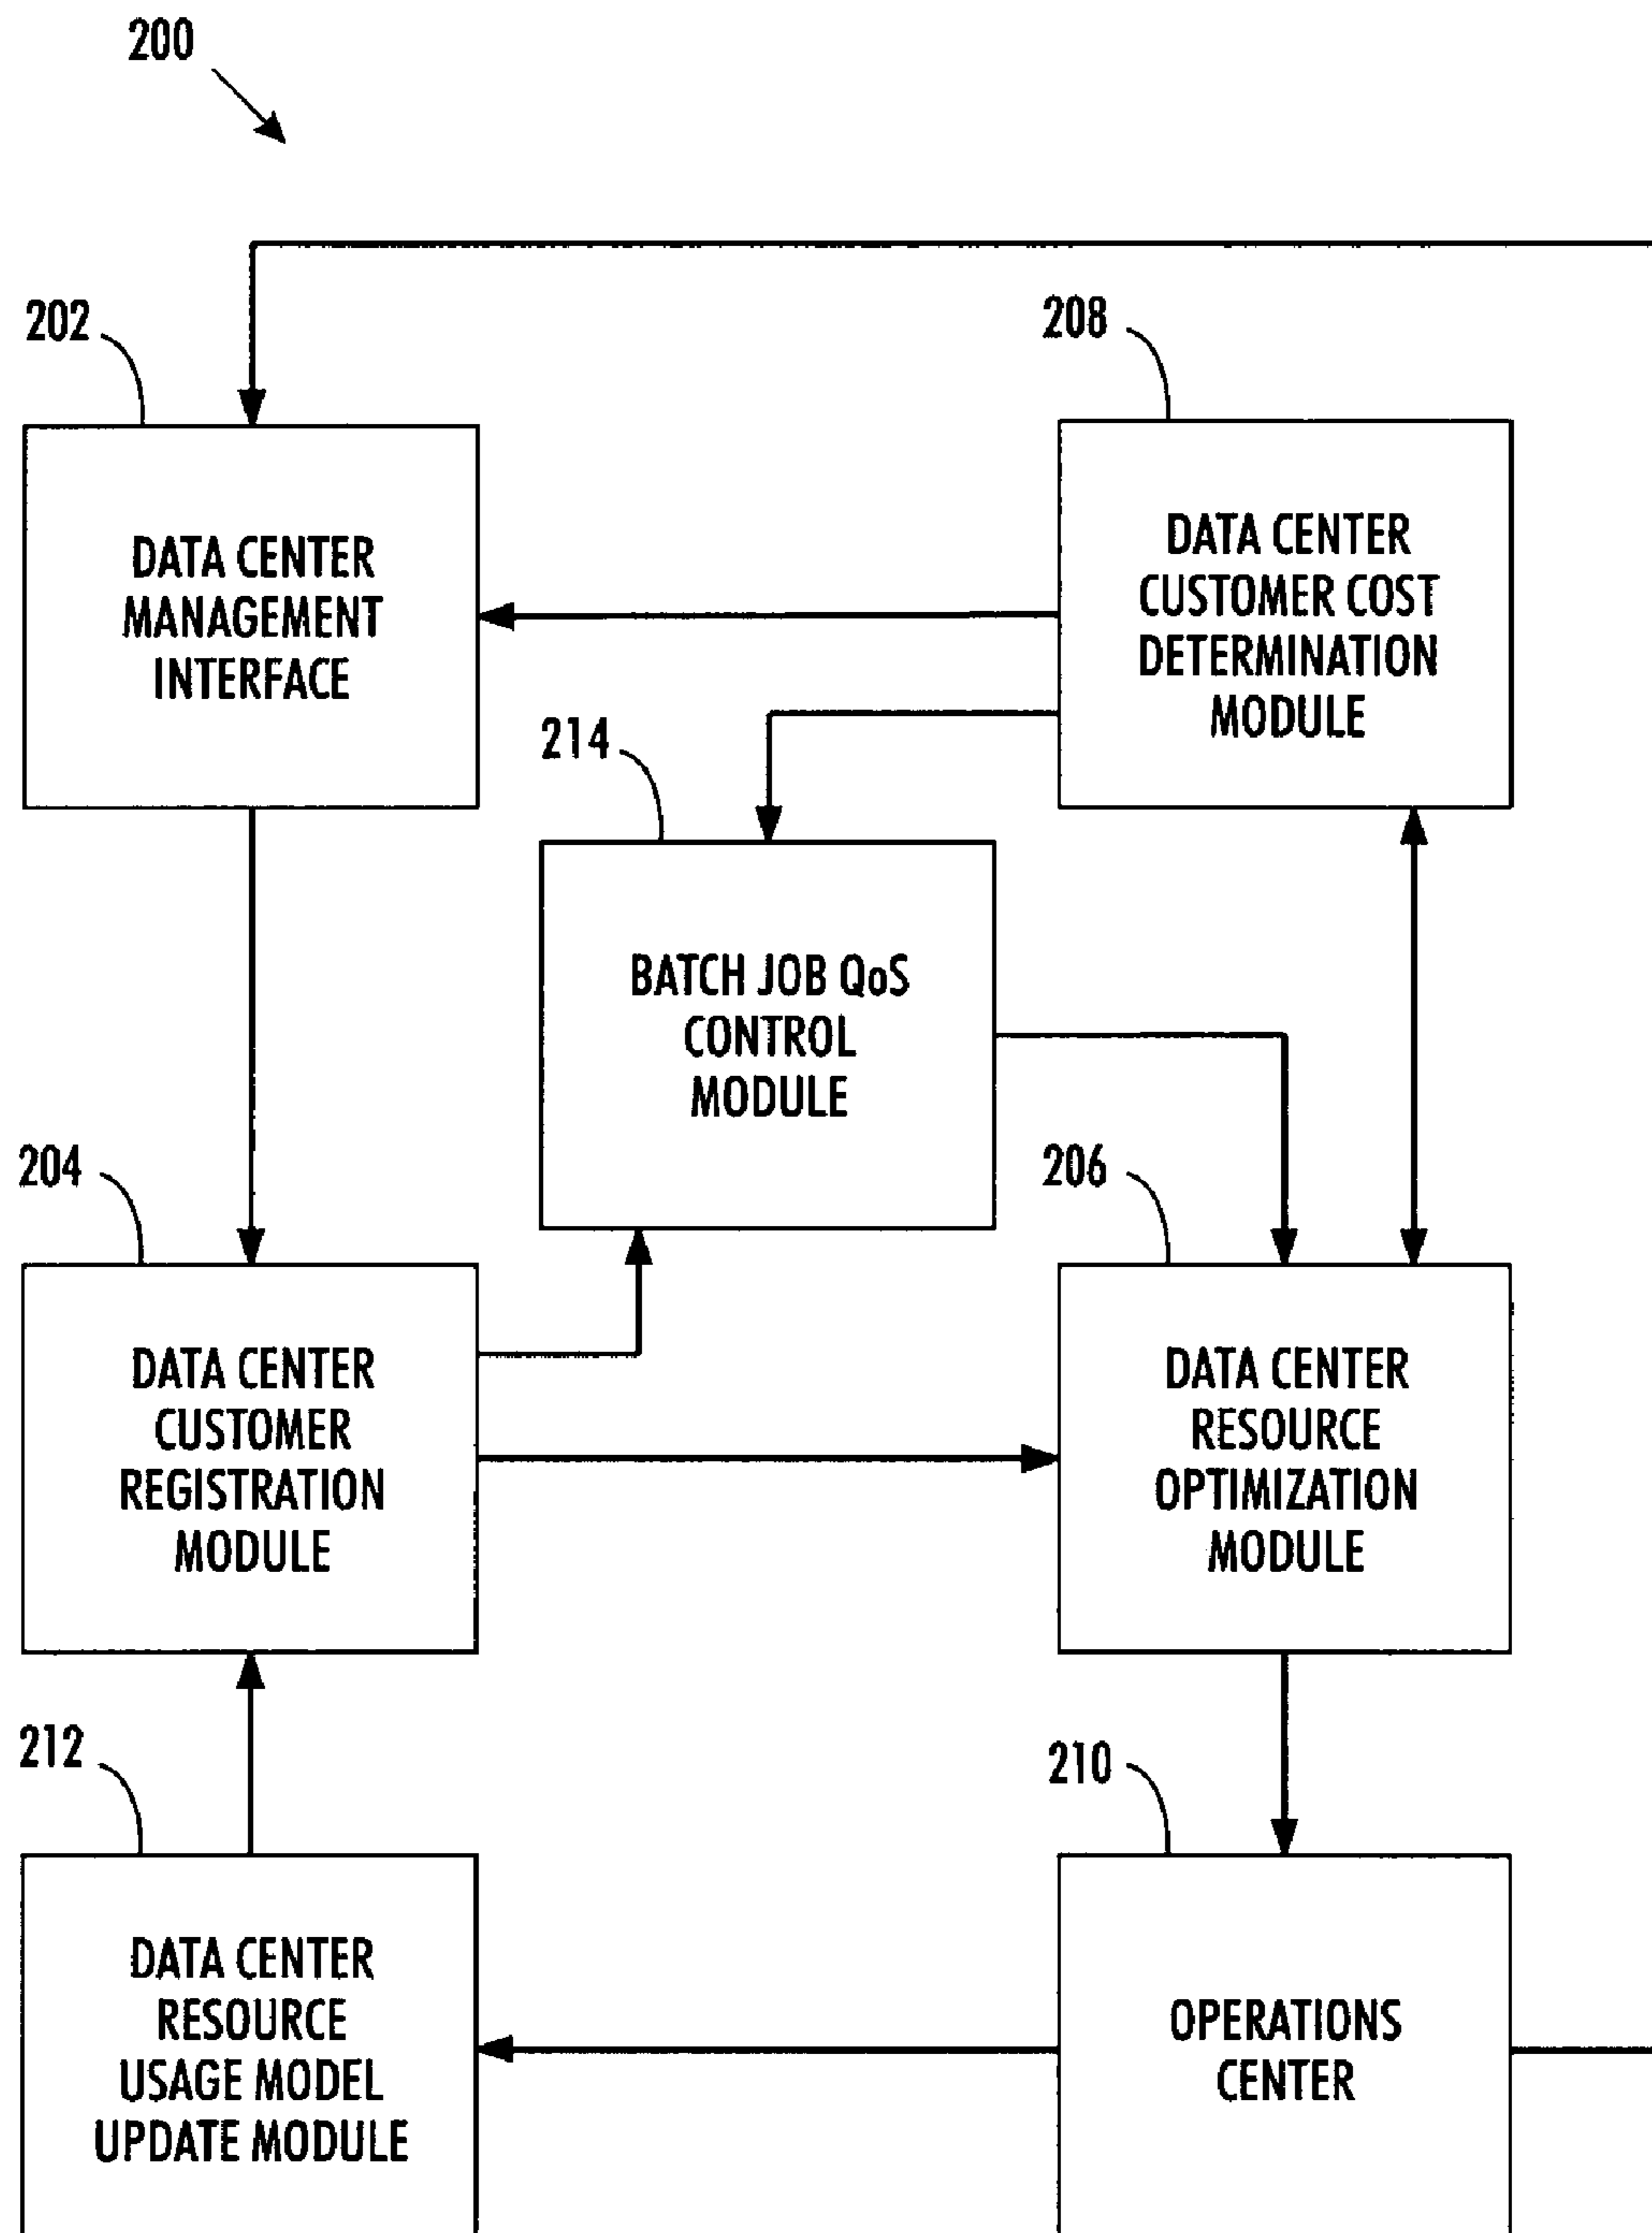 200
202
DATA CENTER
MANAGEMENT
INTERFACE
208
DATA CENTER
CUSTOMER COST
DETERMINATION
MODULE
214
BATCH JOB QoS
CONTROL
MODULE
204
DATA CENTER
CUSTOMER
REGISTRATION
MODULE
206
DATA CENTER
RESOURCE
OPTIMIZATION
MODULE
212
DATA CENTER
RESOURCE
USAGE MODEL
UPDATE MODULE
210
OPERATIONS
CENTER